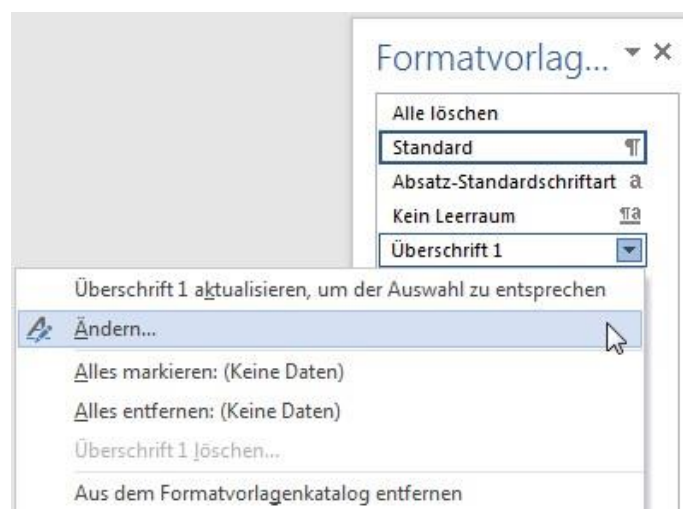 Formatvorlag...
Alle löschen
Standard ¶
Absatz-Standardschriftart a
Kein Leerraum ¶a
Überschrift 1
Überschrift 1 aktualisieren, um der Auswahl zu entsprechen
Ändern...
Alles markieren: (Keine Daten)
Alles entfernen: (Keine Daten)
Überschrift 1 löschen...
Aus dem Formatvorlagenkatalog entfernen